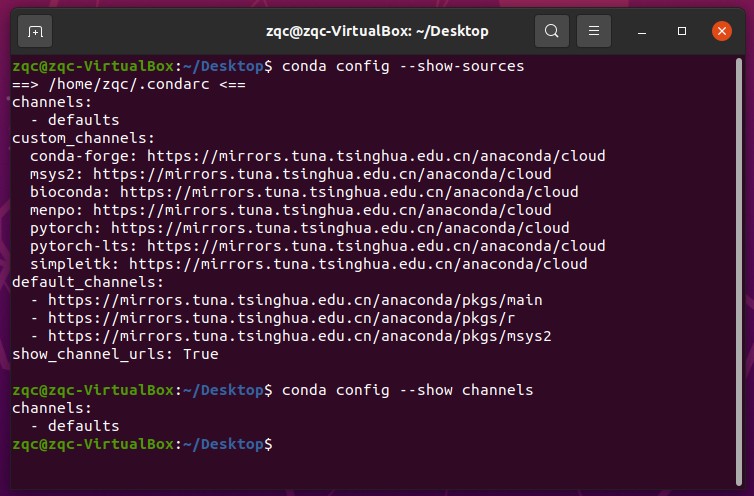 zqc@zqc-VirtualBox: ~/Desktop
zqc@zqc-VirtualBox:~/Desktop$ conda config --show-sources
==> /home/zqc/.condarc <==
channels:
  - defaults
custom_channels:
  conda-forge: https://mirrors.tuna.tsinghua.edu.cn/anaconda/cloud
  msys2: https://mirrors.tuna.tsinghua.edu.cn/anaconda/cloud
  bioconda: https://mirrors.tuna.tsinghua.edu.cn/anaconda/cloud
  menpo: https://mirrors.tuna.tsinghua.edu.cn/anaconda/cloud
  pytorch: https://mirrors.tuna.tsinghua.edu.cn/anaconda/cloud
  pytorch-lts: https://mirrors.tuna.tsinghua.edu.cn/anaconda/cloud
  simpleitk: https://mirrors.tuna.tsinghua.edu.cn/anaconda/cloud
default_channels:
  - https://mirrors.tuna.tsinghua.edu.cn/anaconda/pkgs/main
  - https://mirrors.tuna.tsinghua.edu.cn/anaconda/pkgs/r
  - https://mirrors.tuna.tsinghua.edu.cn/anaconda/pkgs/msys2
show_channel_urls: True
zqc@zqc-VirtualBox:~/Desktop$ conda config --show channels
channels:
  - defaults
zqc@zqc-VirtualBox:~/Desktop$